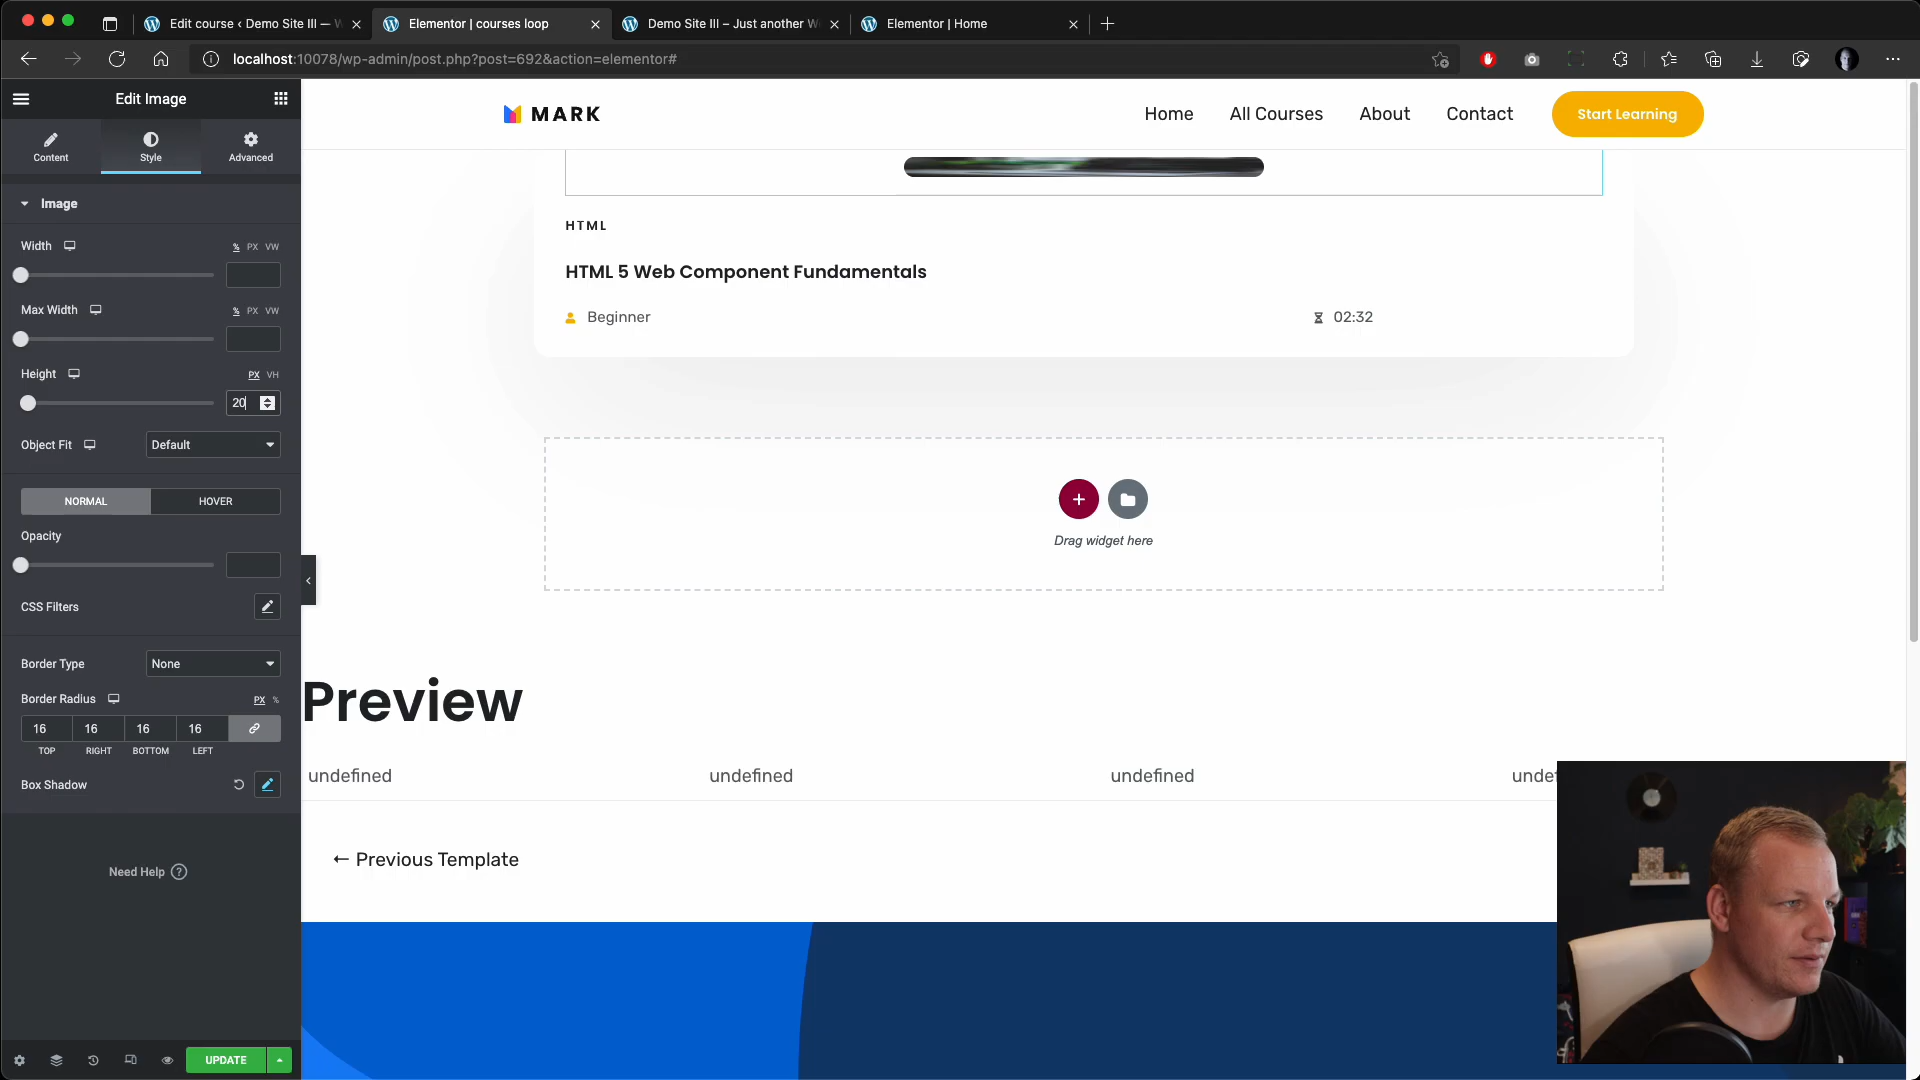 Edit course ‹ Demo Site III —
Elementor | courses loop
Demo Site III – Just another W
Elementor | Home
localhost:10078/wp-admin/post.php?post=692&action=elementor#
Edit Image
Content
Style
Advanced
Image
Width
% PX VW
Max Width
% PX VW
Height
PX VH
20
Object Fit
Default
NORMAL
HOVER
Opacity
CSS Filters
Border Type
None
Border Radius
PX %
16 16 16 16
TOP RIGHT BOTTOM LEFT
Box Shadow
Need Help ?
UPDATE
MARK
Home All Courses About Contact Start Learning
HTML
HTML 5 Web Component Fundamentals
Beginner
02:32
Drag widget here
Preview
undefined undefined undefined undef
← Previous Template